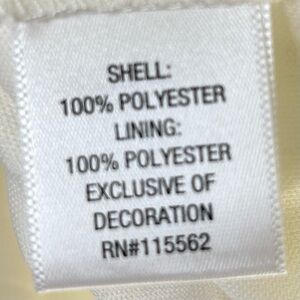 SHELL:
100% POLYESTER
LINING:
100% POLYESTER
EXCLUSIVE OF
DECORATION
RN#115562